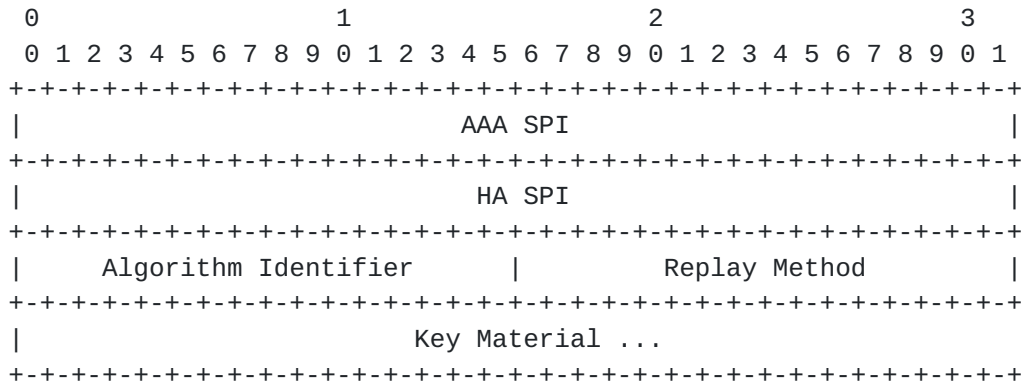 0                   1                   2                   3
 0 1 2 3 4 5 6 7 8 9 0 1 2 3 4 5 6 7 8 9 0 1 2 3 4 5 6 7 8 9 0 1
+-+-+-+-+-+-+-+-+-+-+-+-+-+-+-+-+-+-+-+-+-+-+-+-+-+-+-+-+-+-+-+-+
|                            AAA SPI                            |
+-+-+-+-+-+-+-+-+-+-+-+-+-+-+-+-+-+-+-+-+-+-+-+-+-+-+-+-+-+-+-+-+
|                             HA SPI                            |
+-+-+-+-+-+-+-+-+-+-+-+-+-+-+-+-+-+-+-+-+-+-+-+-+-+-+-+-+-+-+-+-+
|     Algorithm Identifier      |         Replay Method         |
+-+-+-+-+-+-+-+-+-+-+-+-+-+-+-+-+-+-+-+-+-+-+-+-+-+-+-+-+-+-+-+-+
|                         Key Material ...
+-+-+-+-+-+-+-+-+-+-+-+-+-+-+-+-+-+-+-+-+-+-+-+-+-+-+-+-+-+-+-+-+